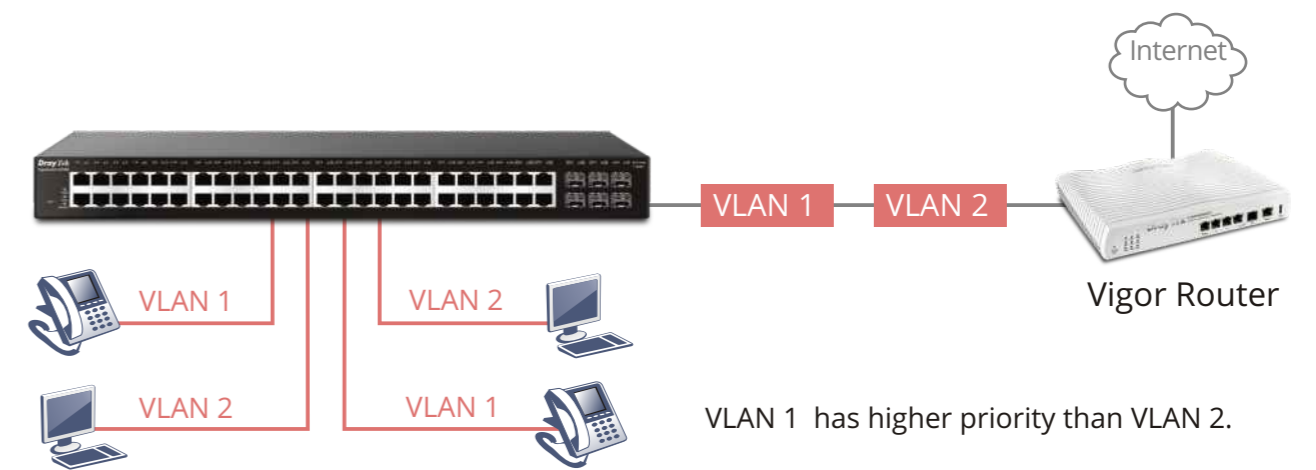 Internet
DrayTek
VLAN 1
VLAN 2
VLAN 1
VLAN 2
Vigor Router
VLAN 2
VLAN 1
VLAN 1 has higher priority than VLAN 2.